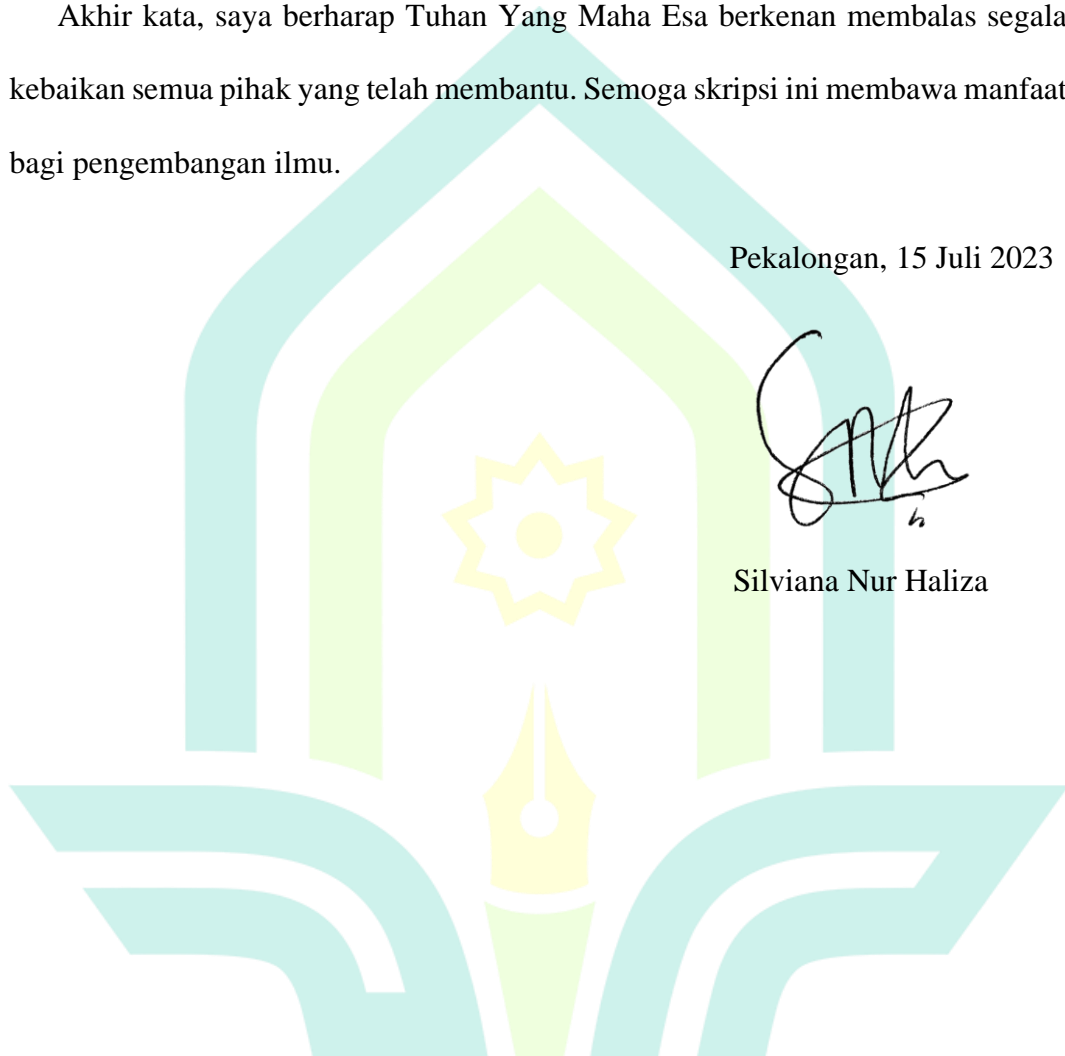 Akhir kata, saya berharap Tuhan Yang Maha Esa berkenan membalas segala
kebaikan semua pihak yang telah membantu. Semoga skripsi ini membawa manfaat
bagi pengembangan ilmu.
Pekalongan, 15 Juli 2023
Silviana Nur Haliza